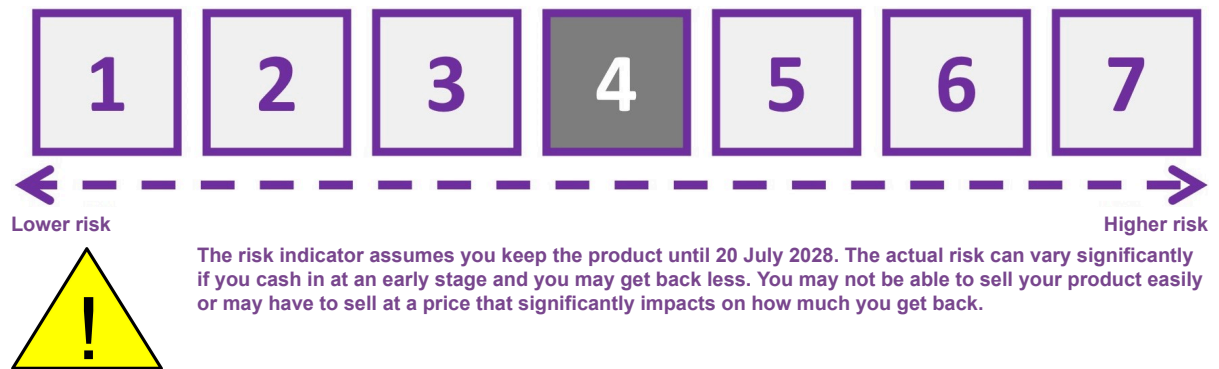 1 2 3 4 5 6 7
Lower risk Higher risk
The risk indicator assumes you keep the product until 20 July 2028. The actual risk can vary significantly
if you cash in at an early stage and you may get back less. You may not be able to sell your product easily
or may have to sell at a price that significantly impacts on how much you get back.
!